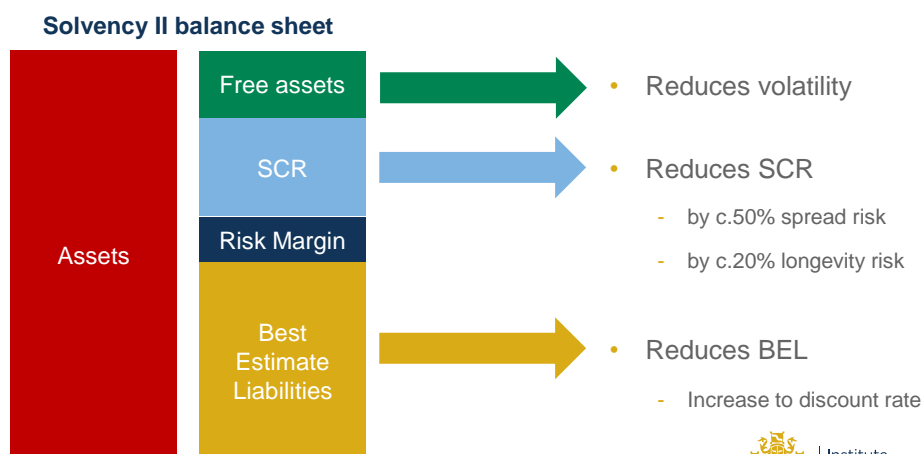 Solvency II balance sheet
Free assets
• Reduces volatility
SCR
• Reduces SCR
- by c.50% spread risk
Risk Margin
- by c.20% longevity risk
Assets
Best
Estimate
Liabilities
• Reduces BEL
- Increase to discount rate